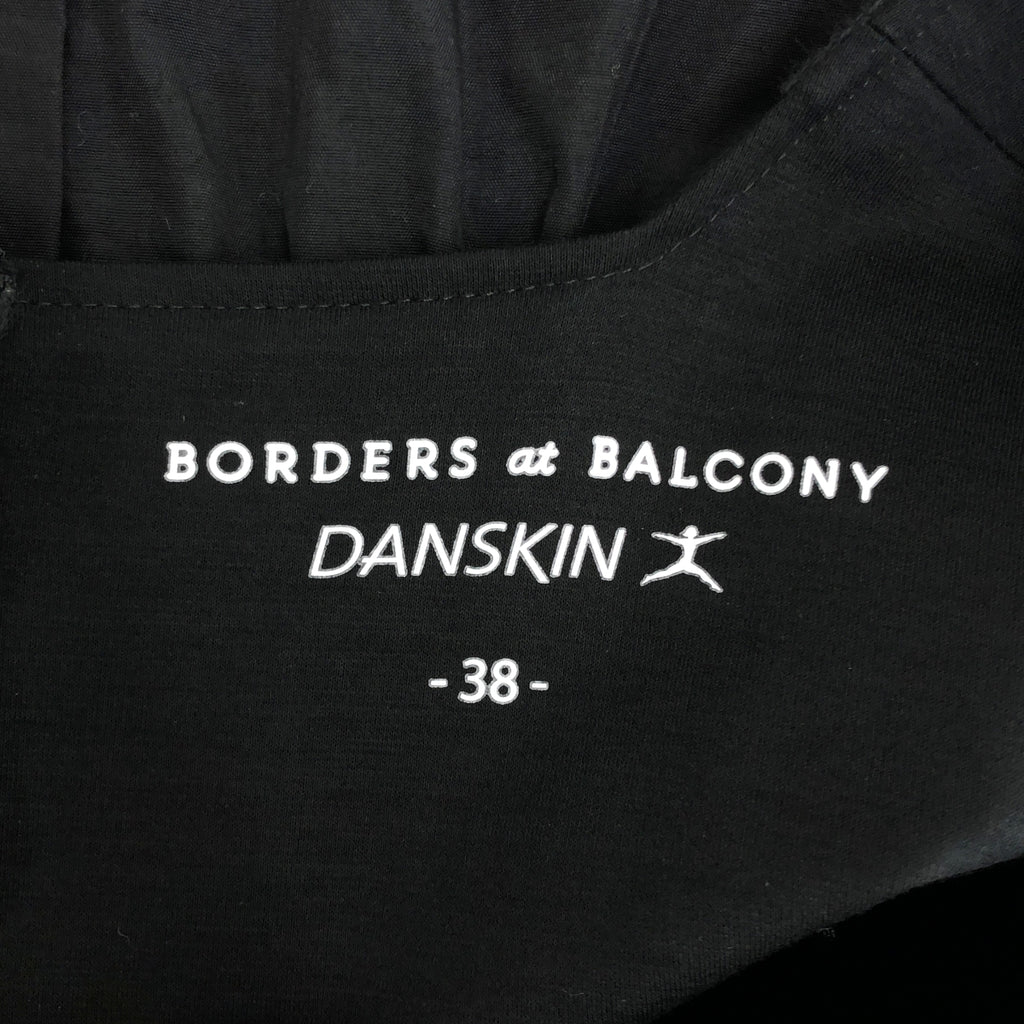 BORDERS at BALCONY
DANSKIN
-38-